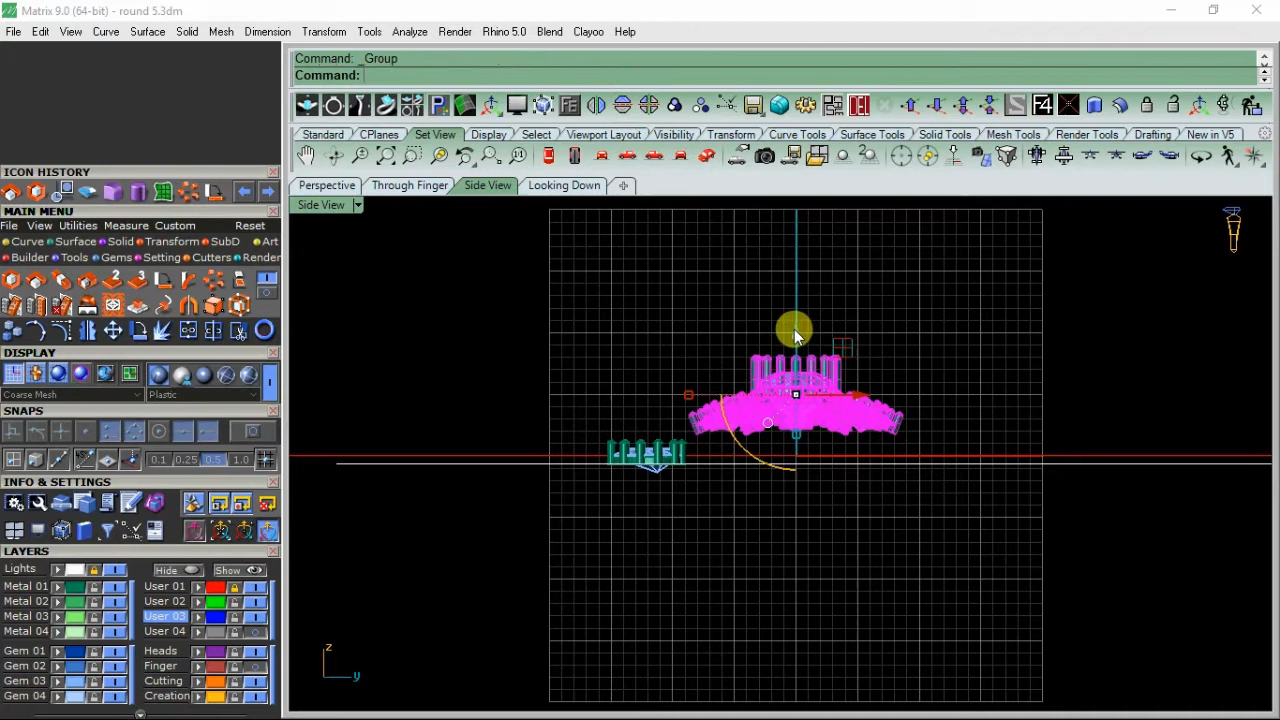 Matrix 9.0 (64-bit) - round 5.3dm
File Edit View Curve Surface Solid Mesh Dimension Transform Tools Analyze Render Rhino 5.0 Blend Clayoo Help
Command: _Group
Command:
Standard CPlanes Set View Display Select Viewport Layout Visibility Transform Curve Tools Surface Tools Solid Tools Mesh Tools Render Tools Drafting New in V5
Perspective Through Finger Side View Looking Down
Side View
ICON HISTORY
MAIN MENU
File View Utilities Measure Custom Reset
Curve Surface Solid Transform SubD Art
Builder Tools Gems Setting Cutters Render
DISPLAY
Coarse Mesh Plastic
SNAPS
0.1 0.25 0.5 1.0
INFO & SETTINGS
LAYERS
Lights Hide Show
Metal 01 User 01
Metal 02 User 02
Metal 03 User 03
Metal 04 User 04
Gem 01 Heads
Gem 02 Finger
Gem 03 Cutting
Gem 04 Creation
z
y